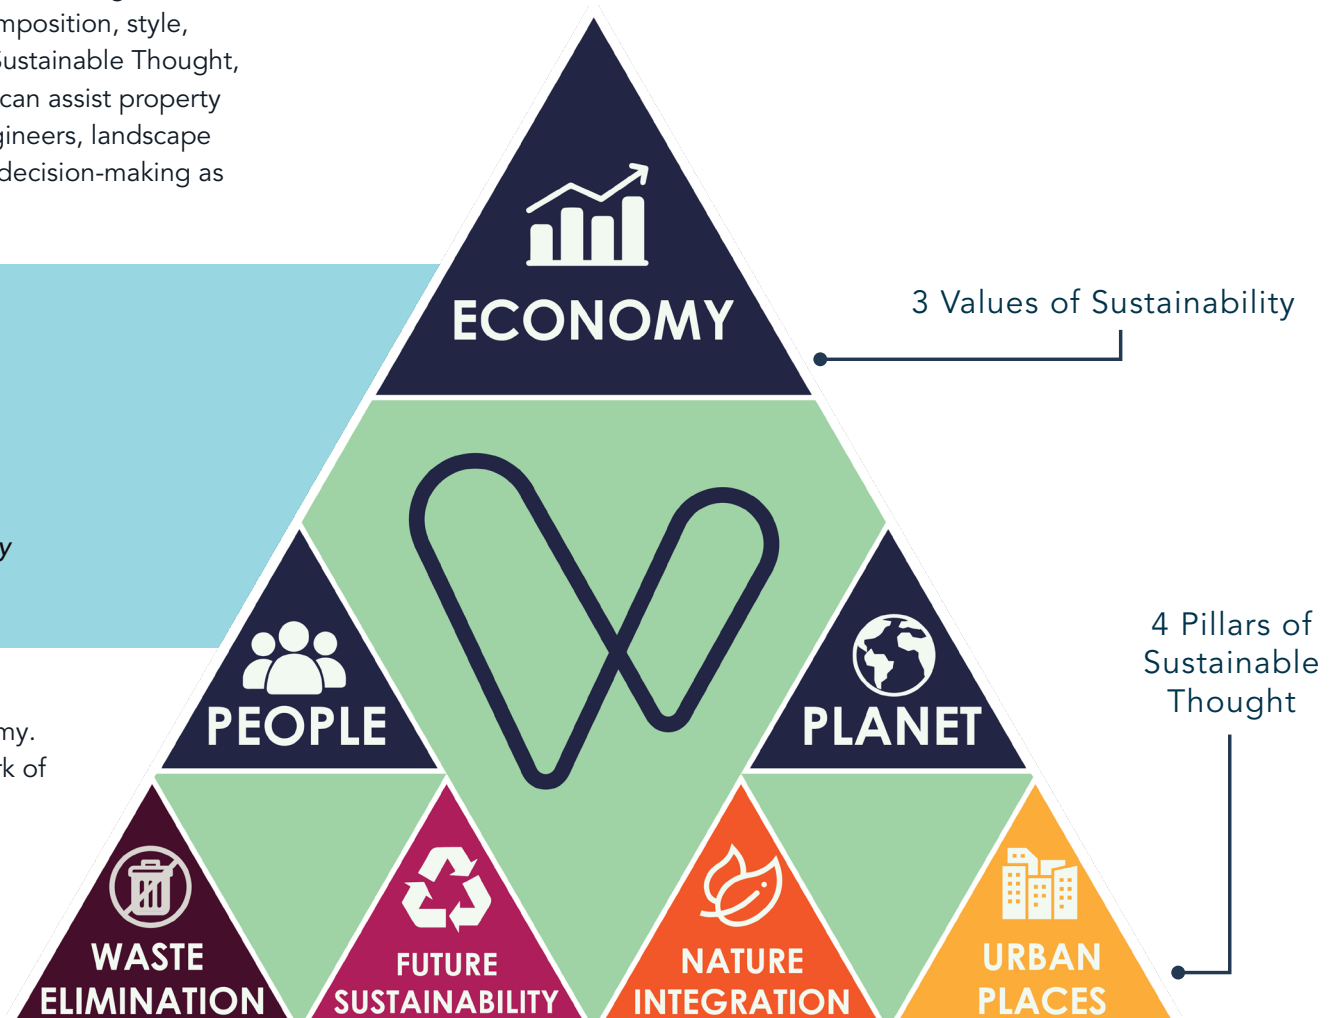 mposition, style,
Sustainable Thought,
can assist property
gineers, landscape
decision-making as
ECONOMY
3 Values of Sustainability
y
PEOPLE
PLANET
4 Pillars of
Sustainable
Thought
my.
rk of
WASTE
ELIMINATION
FUTURE
SUSTAINABILITY
NATURE
INTEGRATION
URBAN
PLACES